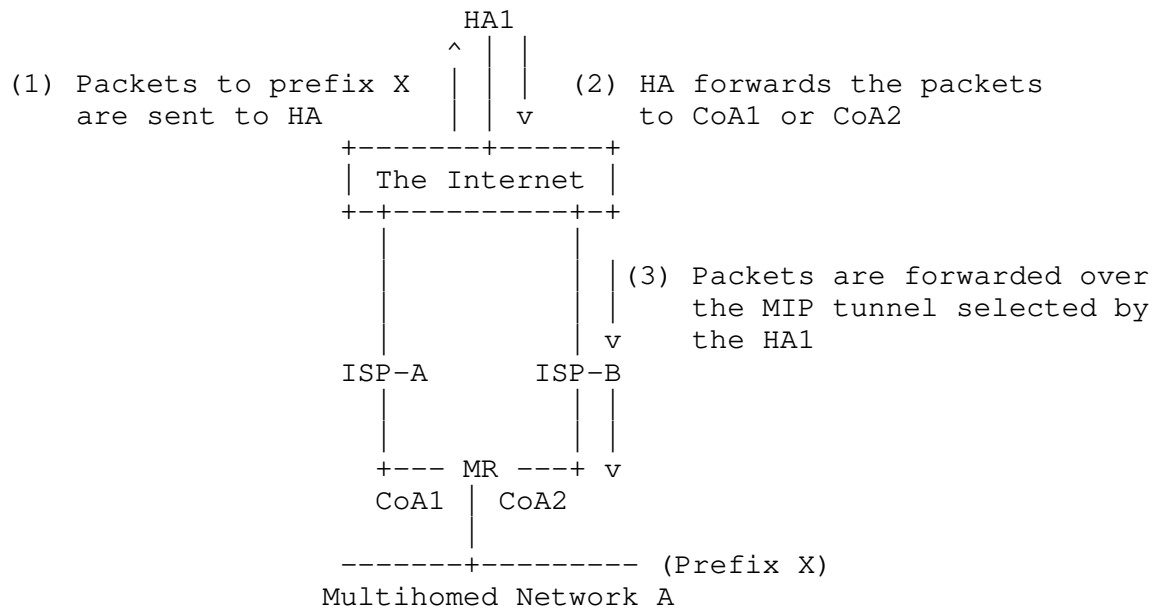 HA1
(1) Packets to prefix X
are sent to HA
(2) HA forwards the packets
to CoA1 or CoA2
v
The Internet
(3) Packets are forwarded over
the MIP tunnel selected by
the HA1
v
ISP-A ISP-B
+--- MR ---+ v
CoA1 | CoA2
-------+--------- (Prefix X)
Multihomed Network A